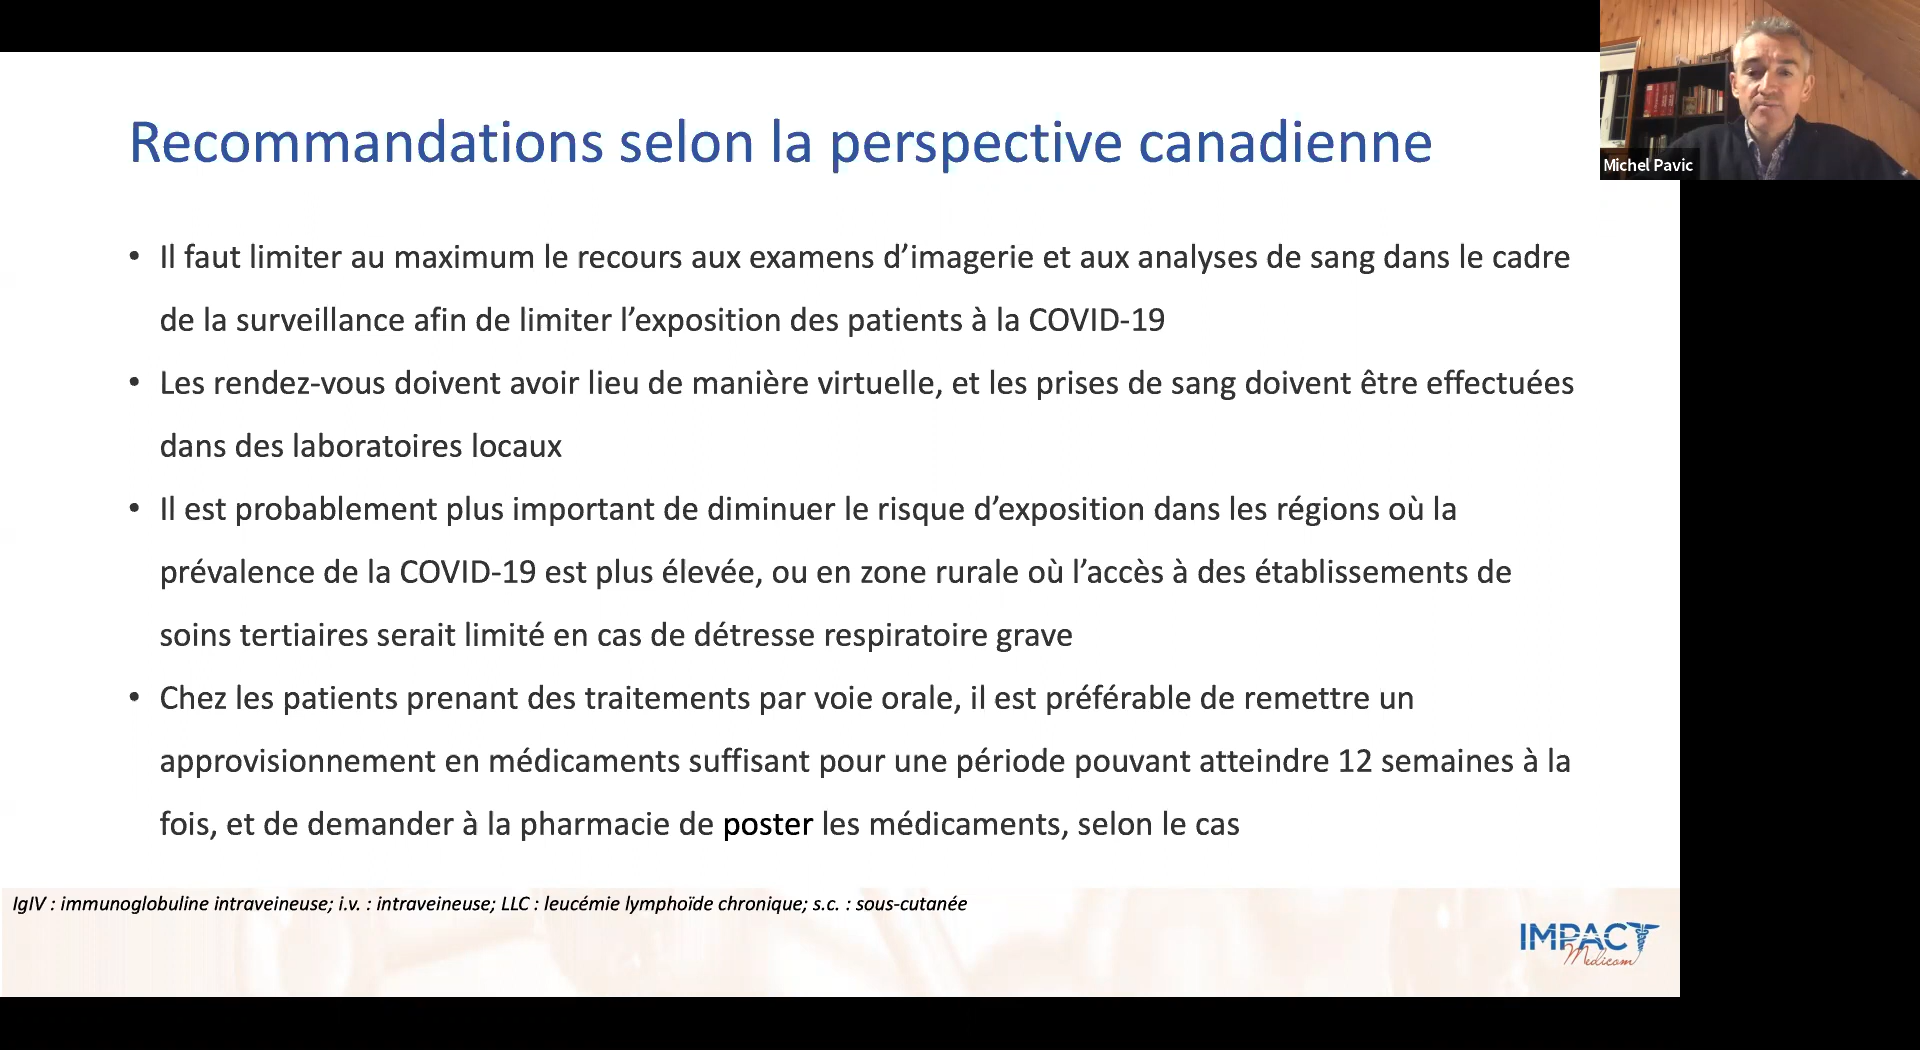 Recommandations selon la perspective canadienne
Michel Pavic
• Il faut limiter au maximum le recours aux examens d’imagerie et aux analyses de sang dans le cadre
de la surveillance afin de limiter l’exposition des patients à la COVID-19
• Les rendez-vous doivent avoir lieu de manière virtuelle, et les prises de sang doivent être effectuées
dans des laboratoires locaux
• Il est probablement plus important de diminuer le risque d’exposition dans les régions où la
prévalence de la COVID-19 est plus élevée, ou en zone rurale où l’accès à des établissements de
soins tertiaires serait limité en cas de détresse respiratoire grave
• Chez les patients prenant des traitements par voie orale, il est préférable de remettre un
approvisionnement en médicaments suffisant pour une période pouvant atteindre 12 semaines à la
fois, et de demander à la pharmacie de poster les médicaments, selon le cas
IgIV : immunoglobuline intraveineuse; i.v. : intraveineuse; LLC : leucémie lymphoïde chronique; s.c. : sous-cutanée
IMPACT
Medicom